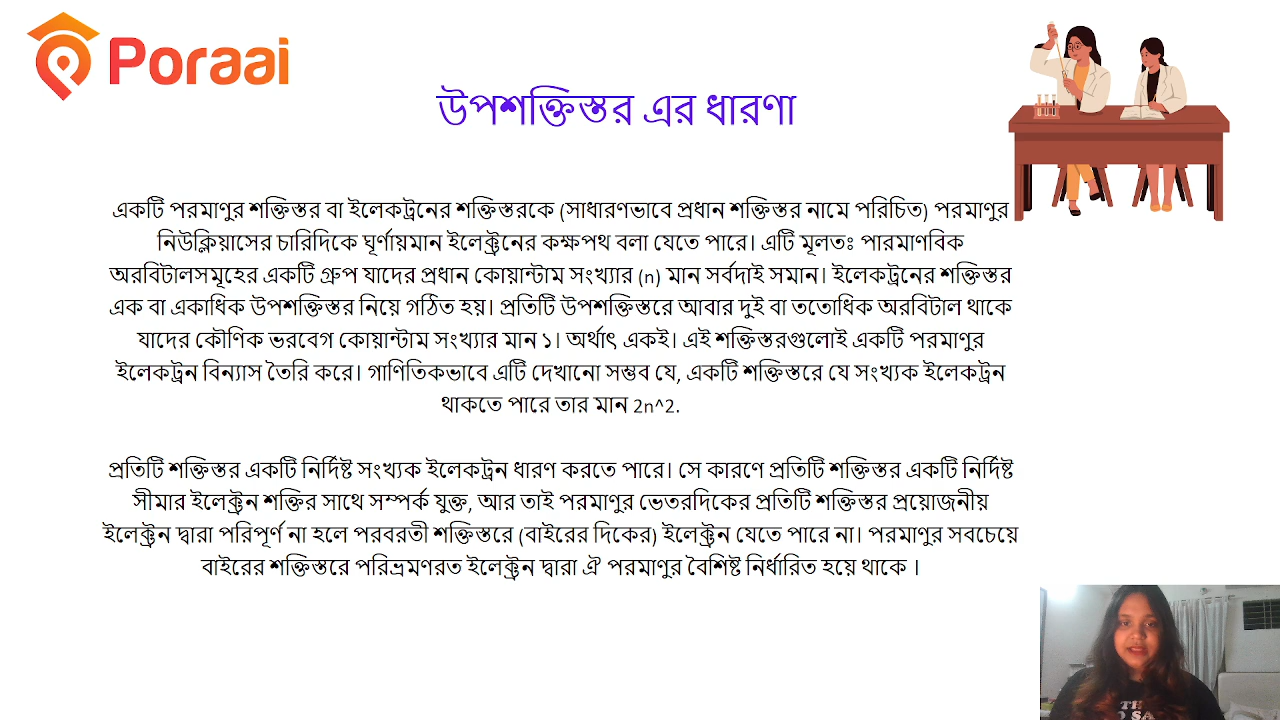 Poraai
উপশক্তিস্তর এর ধারণা
একটি পরমাণুর শক্তিস্তর বা ইলেকট্রনের শক্তিস্তরকে (সাধারণভাবে প্রধান শক্তিস্তর নামে পরিচিত) পরমাণুর
নিউক্লিয়াসের চারিদিকে ঘূর্ণায়মান ইলেক্ট্রনের কক্ষপথ বলা যেতে পারে। এটি মূলতঃ পারমাণবিক
অরবিটালসমূহের একটি গ্রুপ যাদের প্রধান কোয়ান্টাম সংখ্যার (n) মান সর্বদাই সমান। ইলেকট্রনের শক্তিস্তর
এক বা একাধিক উপশক্তিস্তর নিয়ে গঠিত হয়। প্রতিটি উপশক্তিস্তরে আবার দুই বা ততোধিক অরবিটাল থাকে
যাদের কৌণিক ভরবেগ কোয়ান্টাম সংখ্যার মান ১। অর্থাৎ একই। এই শক্তিস্তরগুলোই একটি পরমাণুর
ইলেকট্রন বিন্যাস তৈরি করে। গাণিতিকভাবে এটি দেখানো সম্ভব যে, একটি শক্তিস্তরে যে সংখ্যক ইলেকট্রন
থাকতে পারে তার মান 2n^2.
প্রতিটি শক্তিস্তর একটি নির্দিষ্ট সংখ্যক ইলেকট্রন ধারণ করতে পারে। সে কারণে প্রতিটি শক্তিস্তর একটি নির্দিষ্ট
সীমার ইলেক্ট্রন শক্তির সাথে সম্পর্ক যুক্ত, আর তাই পরমাণুর ভেতরদিকের প্রতিটি শক্তিস্তর প্রয়োজনীয়
ইলেক্ট্রন দ্বারা পরিপূর্ণ না হলে পরবরতী শক্তিস্তরে (বাইরের দিকের) ইলেক্ট্রন যেতে পারে না। পরমাণুর সবচেয়ে
বাইরের শক্তিস্তরে পরিভ্রমণরত ইলেক্ট্রন দ্বারা ঐ পরমাণুর বৈশিষ্ট নির্ধারিত হয়ে থাকে ।